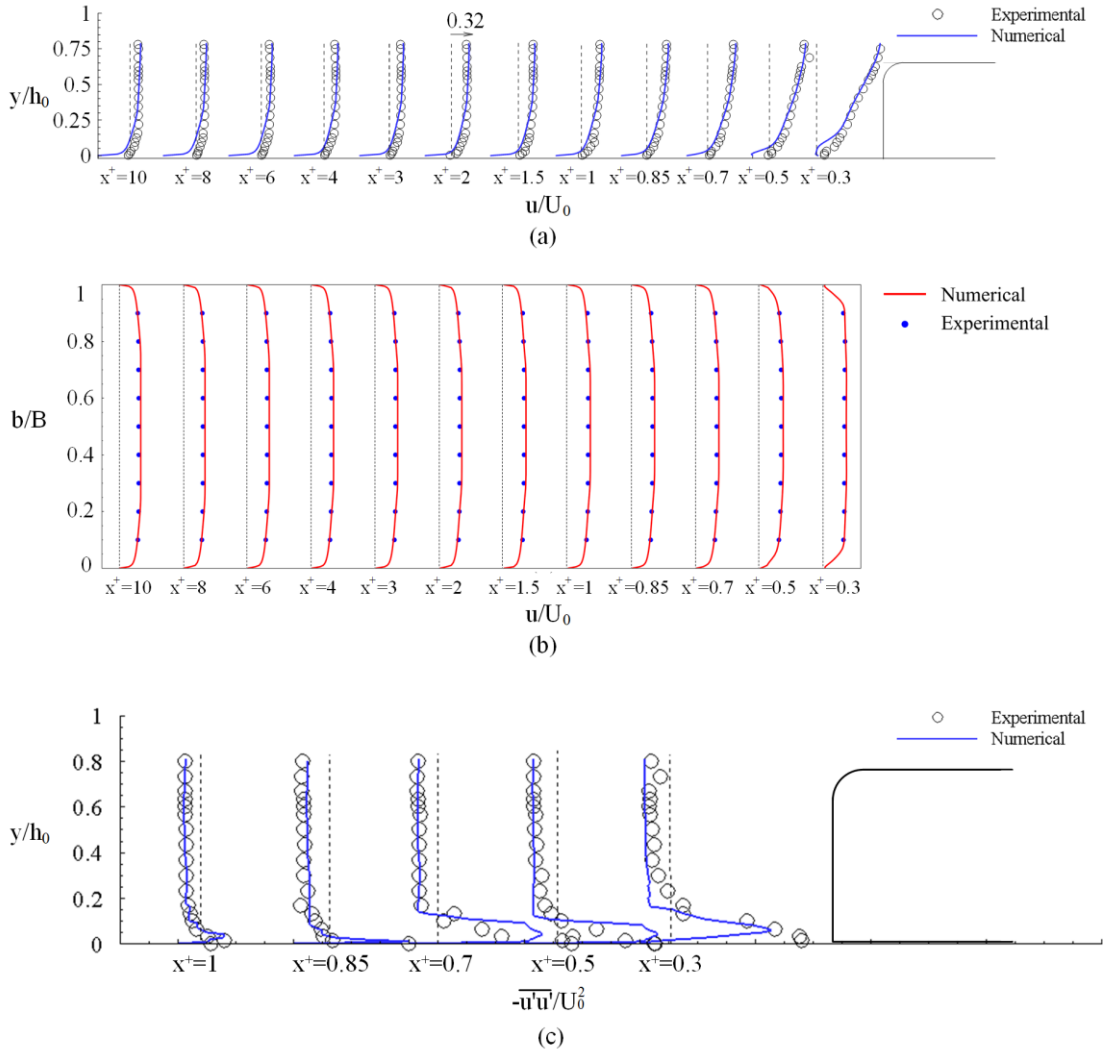 0.32
Experimental
Numerical
1
0.75
0.5
0.25
0
y/h₀
x⁺=10 x⁺=8 x⁺=6 x⁺=4 x⁺=3 x⁺=2 x⁺=1.5 x⁺=1 x⁺=0.85 x⁺=0.7 x⁺=0.5 x⁺=0.3
u/U₀
(a)
1
0.8
0.6
0.4
0.2
0
b/B
Numerical
Experimental
x⁺=10 x⁺=8 x⁺=6 x⁺=4 x⁺=3 x⁺=2 x⁺=1.5 x⁺=1 x⁺=0.85 x⁺=0.7 x⁺=0.5 x⁺=0.3
u/U₀
(b)
1
0.8
0.6
0.4
0.2
0
y/h₀
Experimental
Numerical
x⁺=1 x⁺=0.85 x⁺=0.7 x⁺=0.5 x⁺=0.3
-u'u'/U₀²
(c)